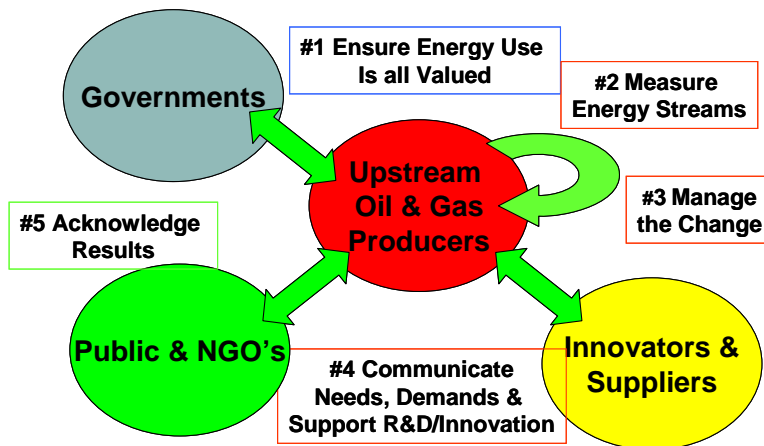 #1 Ensure Energy Use
Is all Valued
Governments
#2 Measure
Energy Streams
Upstream
Oil & Gas
Producers
#3 Manage
the Change
#5 Acknowledge
Results
Public & NGO's
#4 Communicate
Needs, Demands &
Support R&D/Innovation
Innovators &
Suppliers